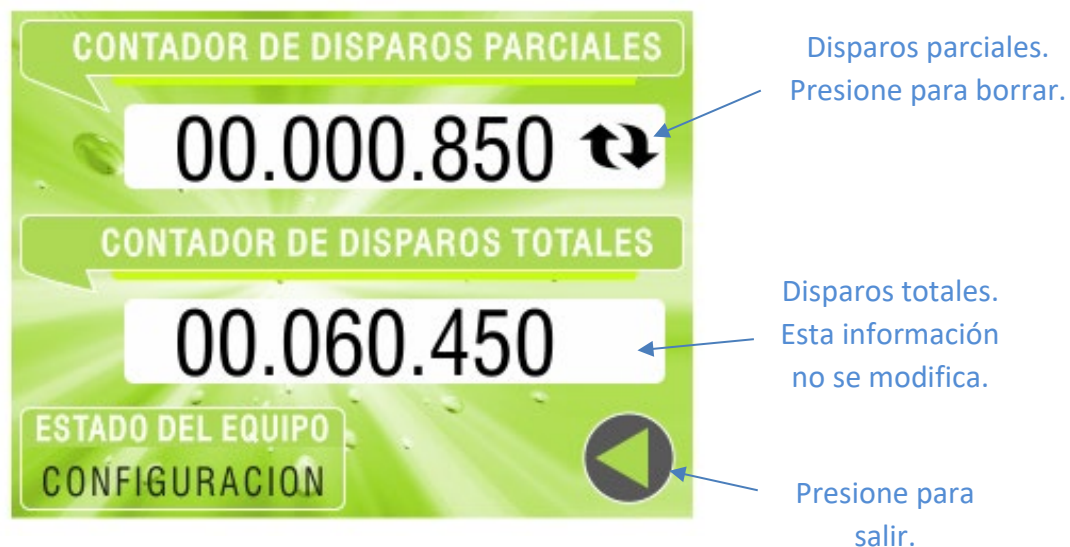 CONTADOR DE DISPAROS PARCIALES
00.000.850
Disparos parciales.
Presione para borrar.
CONTADOR DE DISPAROS TOTALES
00.060.450
Disparos totales.
Esta información
no se modifica.
ESTADO DEL EQUIPO
CONFIGURACION
Presione para
salir.